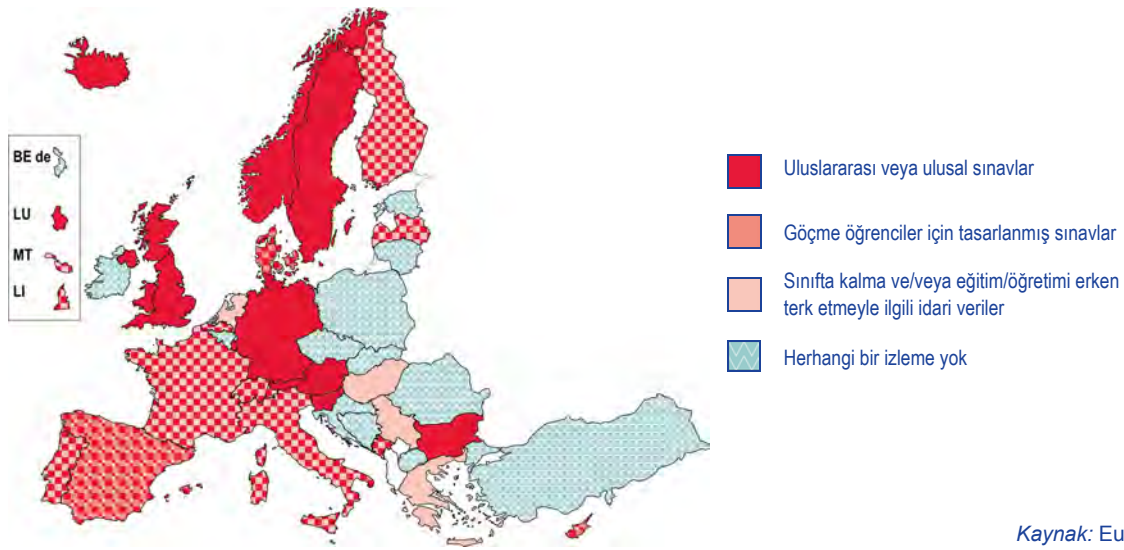 BE de
LU
MT
LI
Uluslararası veya ulusal sınavlar
Göçme öğrenciler için tasarlanmış sınavlar
Sınıfta kalma ve/veya eğitim/öğretimi erken
terk etmeyle ilgili idari veriler
Herhangi bir izleme yok
Kaynak: Eu